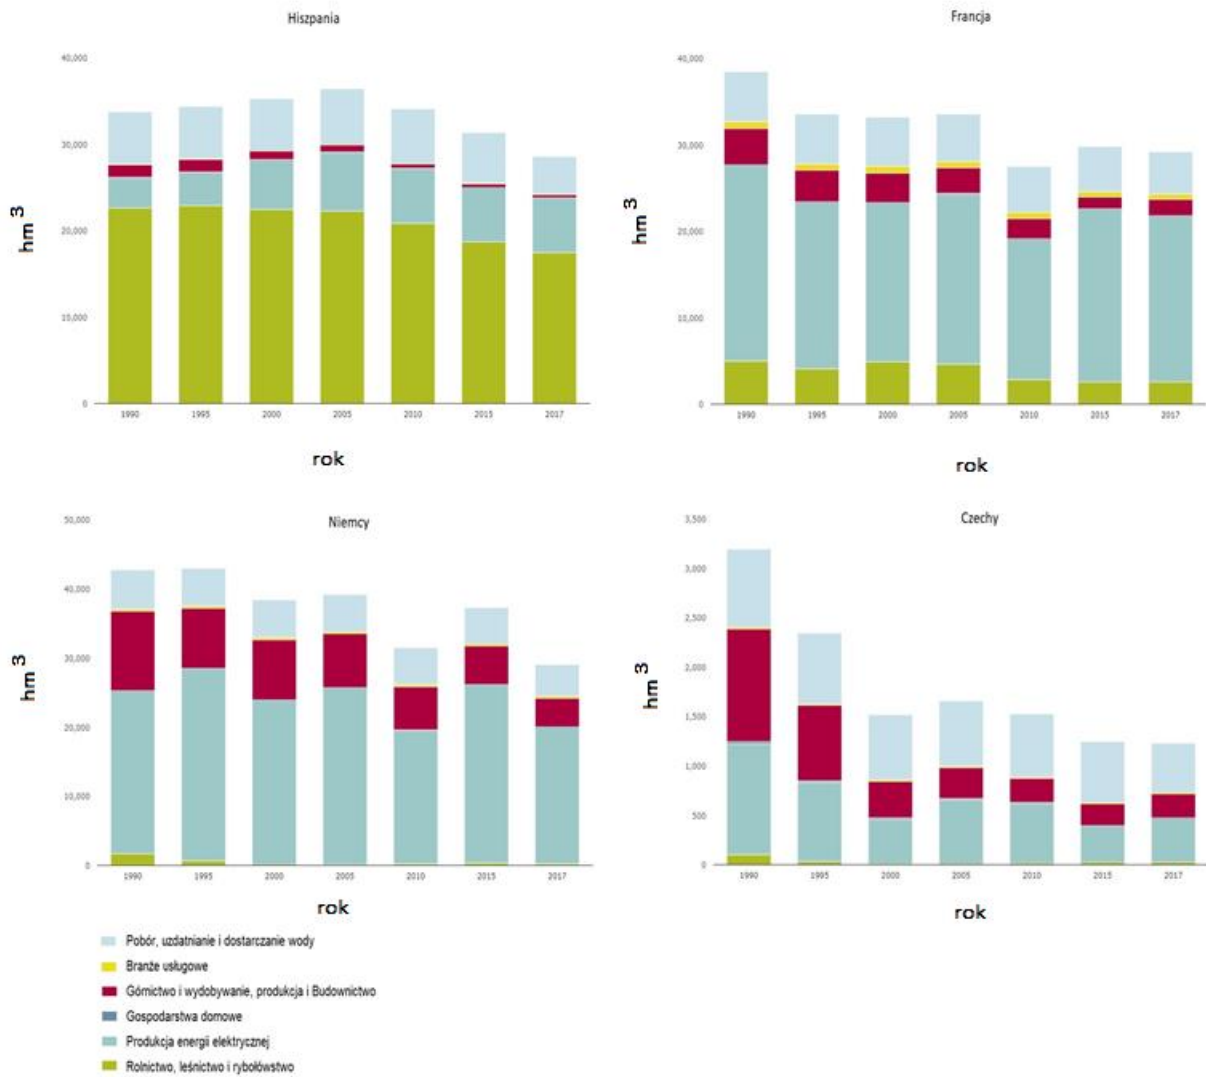 Hiszpania
40,000
30,000
20,000
10,000
0
hm 3
1990 1995 2000 2005 2010 2015 2017
rok
Francja
40,000
30,000
20,000
10,000
0
hm 3
1990 1995 2000 2005 2010 2015 2017
rok
Niemcy
50,000
40,000
30,000
20,000
10,000
0
hm 3
1990 1995 2000 2005 2010 2015 2017
rok
Czechy
3,500
3,000
2,500
2,000
1,500
1,000
500
0
hm 3
1990 1995 2000 2005 2010 2015 2017
rok
Pobór, uzdatnianie i dostarczanie wody
Branże usługowe
Górnictwo i wydobywanie, produkcja i Budownictwo
Gospodarstwa domowe
Produkcja energii elektrycznej
Rolnictwo, leśnictwo i rybołówstwo